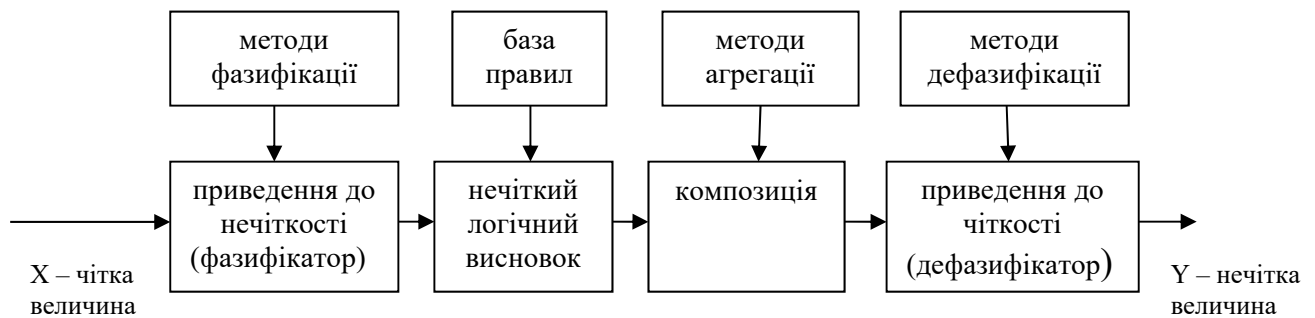 методи
фазифікації
база
правил
методи
агрегації
методи
дефазифікації
приведення до
нечіткості
(фазифікатор)
нечіткий
логічний
висновок
композиція
приведення до
чіткості
(дефазифікатор)
X – чітка
величина
Y – нечітка
величина